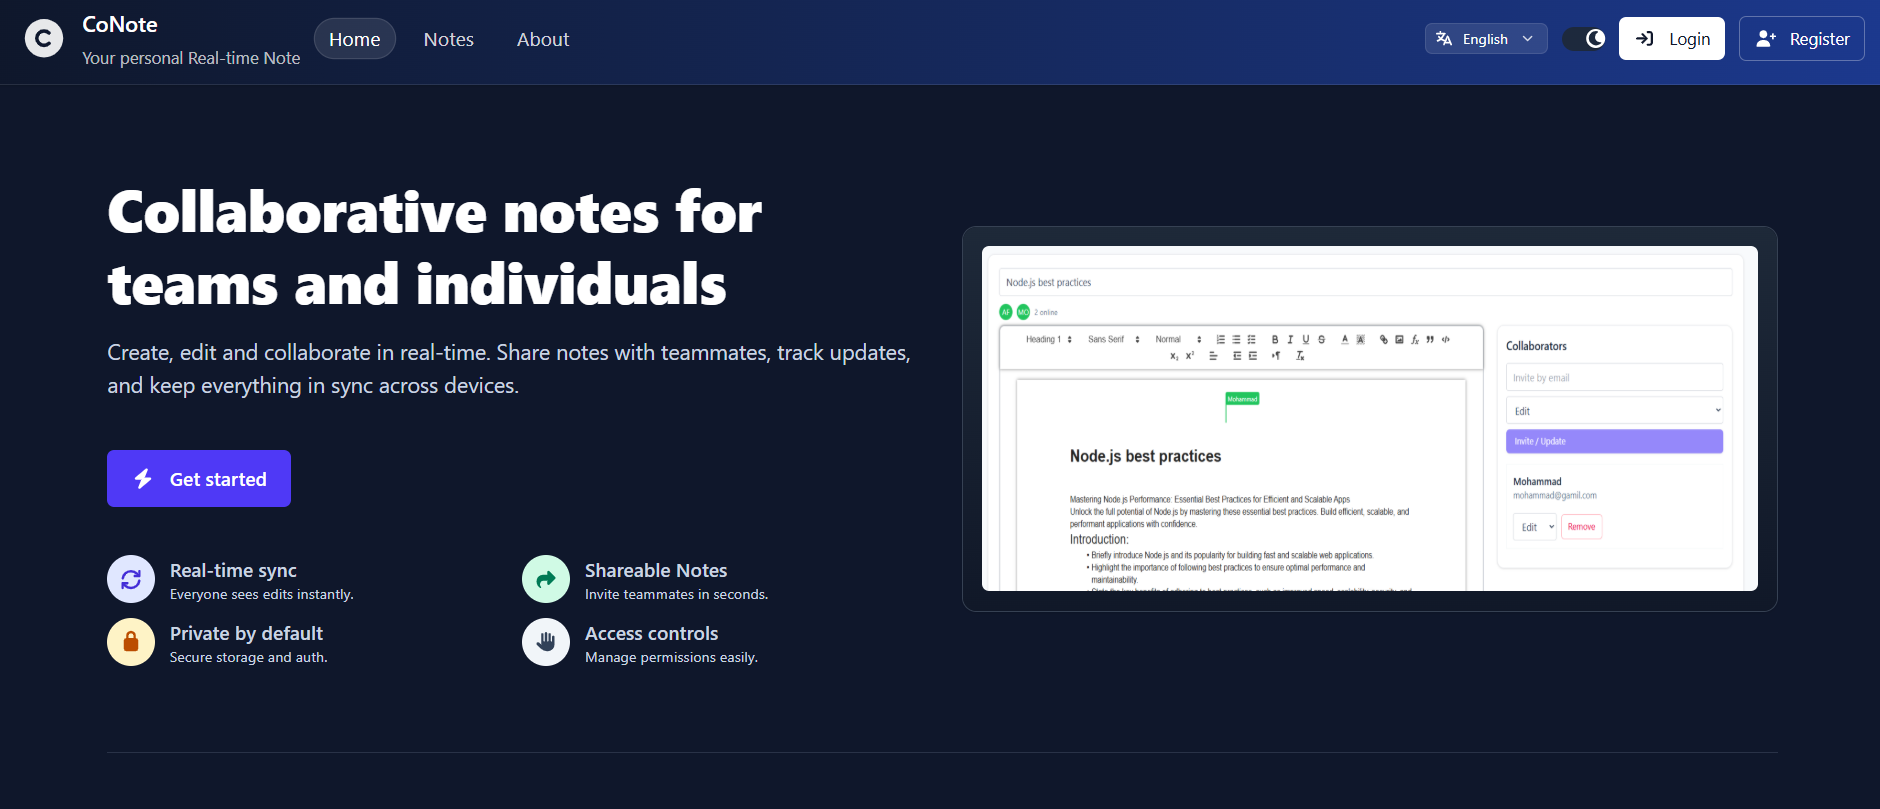 CoNote
Your personal Real-time Note
Home
Notes
About
English
Login
Register
Collaborative notes for
teams and individuals
Create, edit and collaborate in real-time. Share notes with teammates, track updates,
and keep everything in sync across devices.
Get started
Real-time sync
Everyone sees edits instantly.
Shareable Notes
Invite teammates in seconds.
Private by default
Secure storage and auth.
Access controls
Manage permissions easily.
Node.js best practices
AF MO 2 online
Heading 1 Sans Serif Normal
Mohammad
Node.js best practices
Mastering Node js Performance: Essential Best Practices for Efficient and Scalable Apps
Unlock the full potential of Node.js by mastering these essential best practices. Build efficient, scalable, and
performant applications with confidence.
Introduction:
• Briefly introduce Node js and its popularity for building fast and scalable web applications.
• Highlight the importance of following best practices to ensure optimal performance and
maintainability.
Collaborators
Invite by email
Edit
Invite / Update
Mohammad
mohammad@gamil.com
Edit
Remove